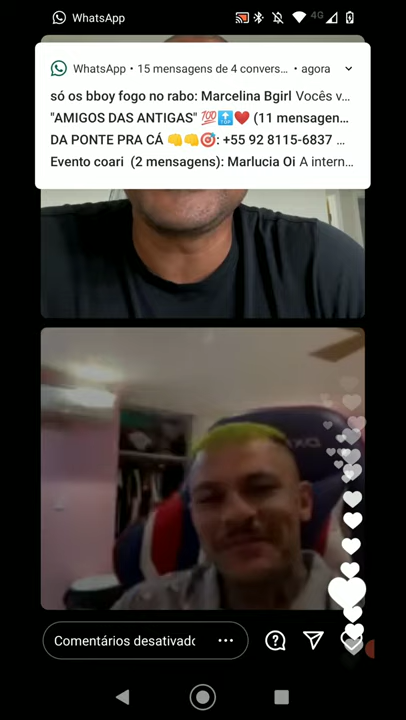 WhatsApp
4G
WhatsApp • 15 mensagens de 4 convers... • agora
só os bboy fogo no rabo: Marcelina Bgirl Vocês v...
"AMIGOS DAS ANTIGAS" 💯🔝❤️ (11 mensagen...
DA PONTE PRA CÁ 👊👊🎯: +55 92 8115-6837 ...
Evento coari (2 mensagens): Marlucia Oi A intern...
Comentários desativado